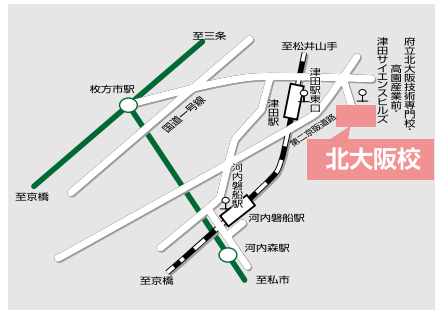 至三条
至松井山手
府立北大阪技術専門校・
高園産業前・
津田サイエンスヒルズ
枚方市駅
国道一号線
津田駅
津田駅東口
第二京阪道路
北大阪校
至京橋
河内磐船駅
河内磐船駅
河内森駅
至京橋
至私市